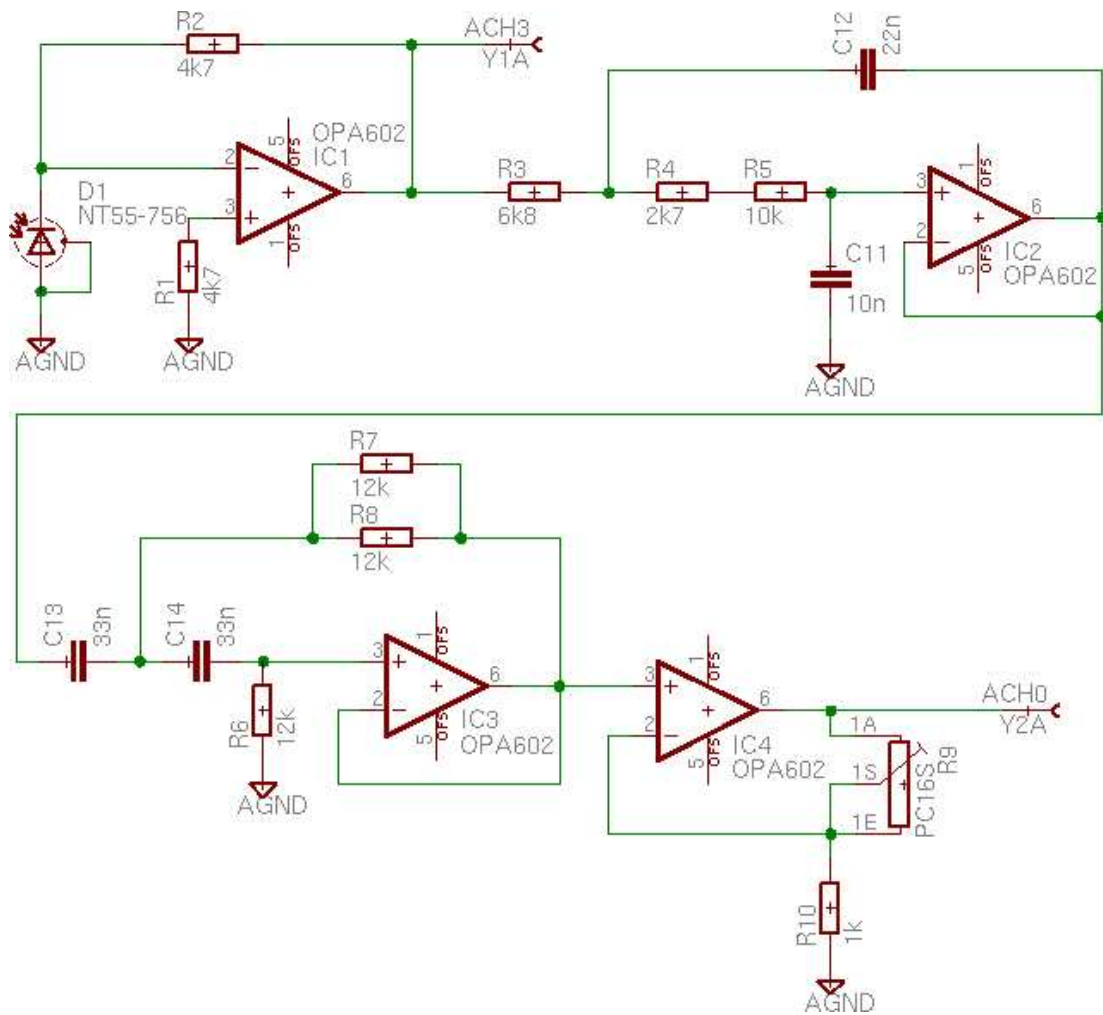 R2
4k7
ACH3
Y1A
C12
22n
OPA602
IC1
5
OFS
2
6
3
1
OFS
D1
NT55-756
R1
4k7
AGND
AGND
R3
6k8
R4
2k7
R5
10k
1
OFS
3
6
2
5
OFS
IC2
OPA602
C11
10n
AGND
R7
12k
R8
12k
C13
33n
C14
33n
R6
12k
AGND
1
OFS
3
6
2
5
OFS
IC3
OPA602
1
OFS
3
6
2
5
OFS
IC4
OPA602
ACH0
Y2A
1A
1S
1E
PC16S
R9
R10
1k
AGND